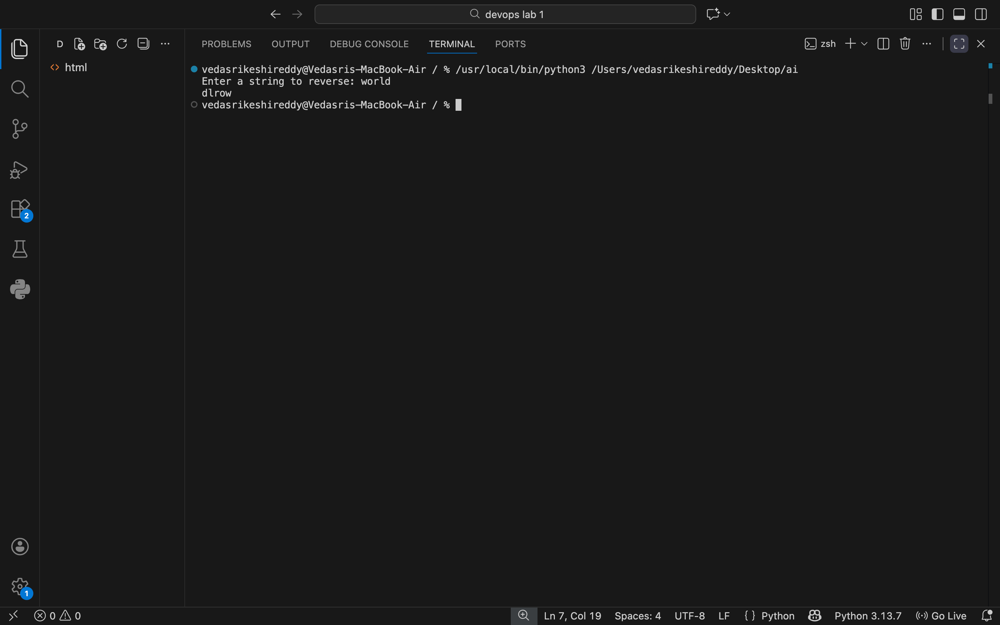 devops lab 1
D
PROBLEMS OUTPUT DEBUG CONSOLE TERMINAL PORTS
zsh
html
vedasrikeshireddy@Vedasris-MacBook-Air / % /usr/local/bin/python3 /Users/vedasrikeshireddy/Desktop/ai
Enter a string to reverse: world
dlrow
vedasrikeshireddy@Vedasris-MacBook-Air / %
2
1
0 0
Ln 7, Col 19 Spaces: 4 UTF-8 LF { } Python Python 3.13.7 Go Live